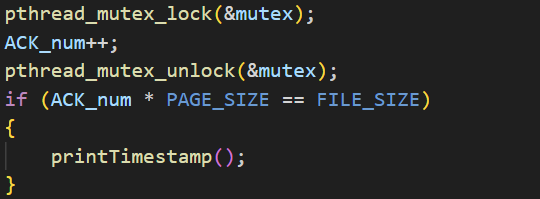 pthread_mutex_lock(&mutex);
ACK_num++;
pthread_mutex_unlock(&mutex);
if (ACK_num * PAGE_SIZE == FILE_SIZE)
{
    printTimestamp();
}